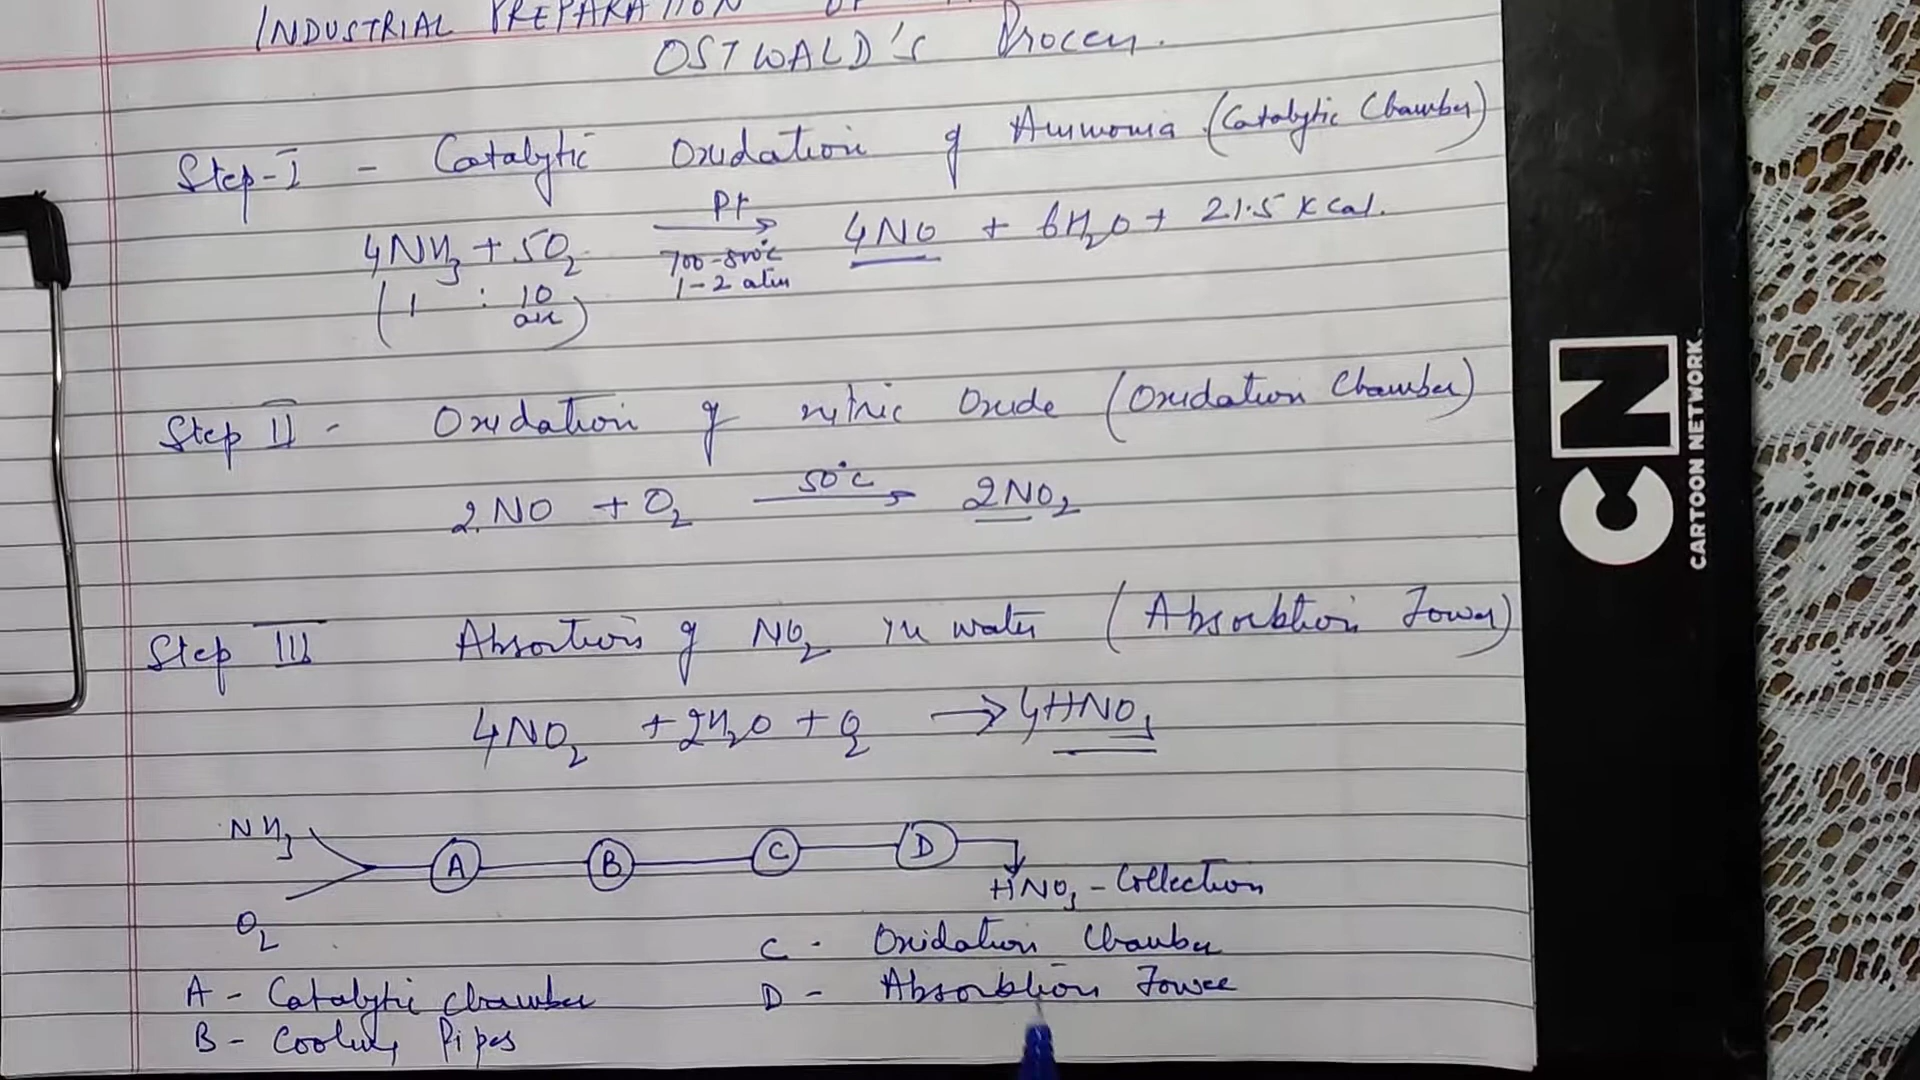 INDUSTRIAL PREPARATION OF
OSTWALD'S Process.
Step-I - Catalytic Oxidation of Ammonia (Catalytic Chamber)
4NH3 + 5O2 Pt 4NO + 6H2O + 21.5 Kcal.
700-800°c
1-2 atm
(1 : 10
air)
Step II - Oxidation of nitric Oxide (Oxidation Chamber)
2NO + O2 50°c → 2NO2
Step III Absortion of NO2 in water (Absorbtion Tower)
4NO2 + 2H2O + O2 → 4HNO3
NH3
A B C D
HNO3 - Collection
O2
C - Oxidation Chamber
A - Catalytic chamber
D - Absorbtion Tower
B - Cooling Pipes
CN
CARTOON NETWORK